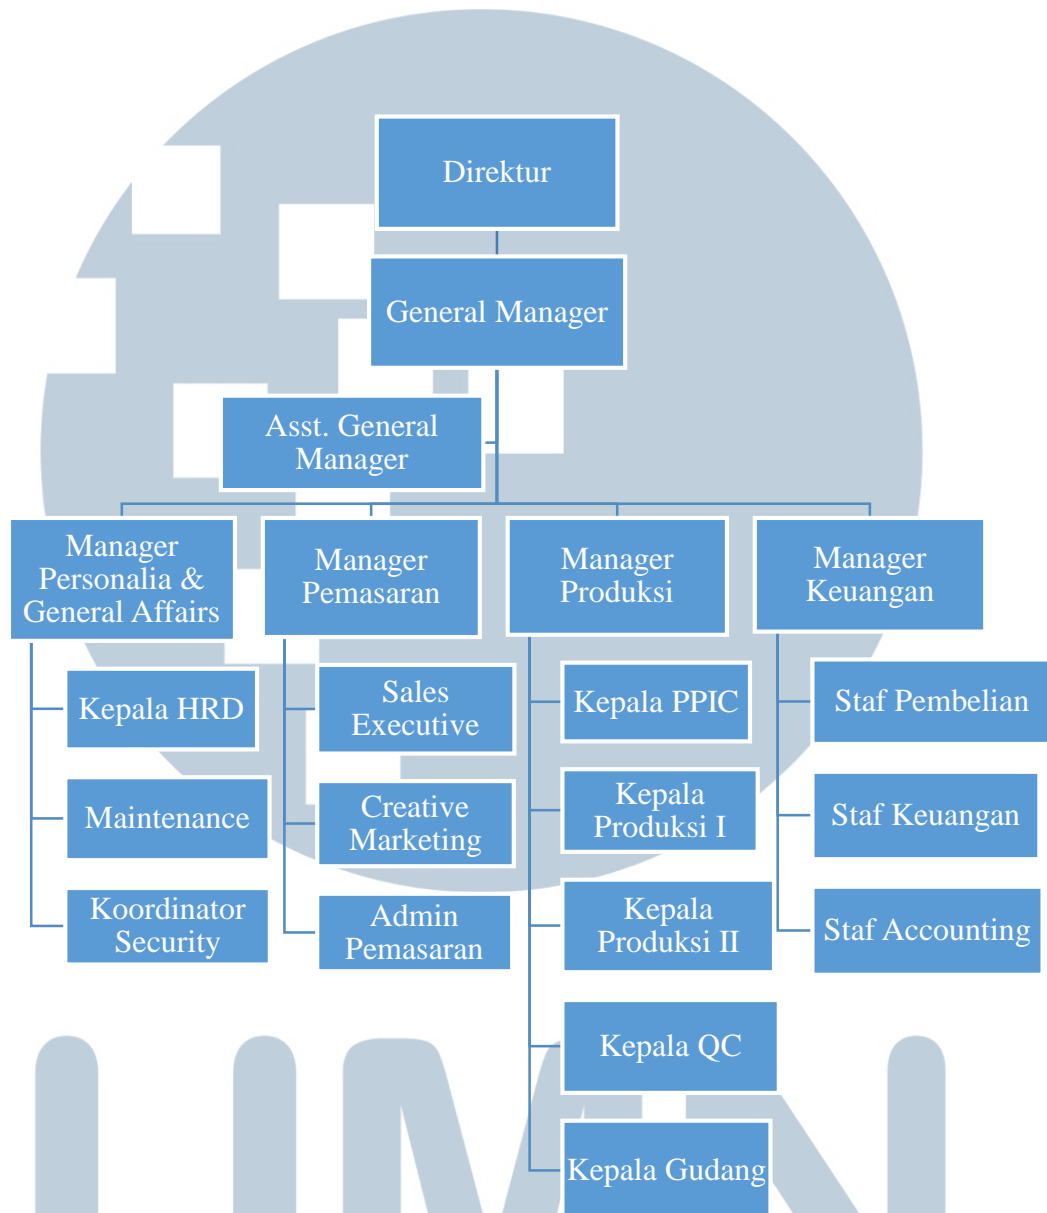 Direktur
General Manager
Asst. General
Manager
Manager
Personalia &
General Affairs
Manager
Pemasaran
Manager
Produksi
Manager
Keuangan
Kepala HRD
Maintenance
Koordinator
Security
Sales
Executive
Creative
Marketing
Admin
Pemasaran
Kepala PPIC
Kepala
Produksi I
Kepala
Produksi II
Kepala QC
Kepala Gudang
Staf Pembelian
Staf Keuangan
Staf Accounting
UMN